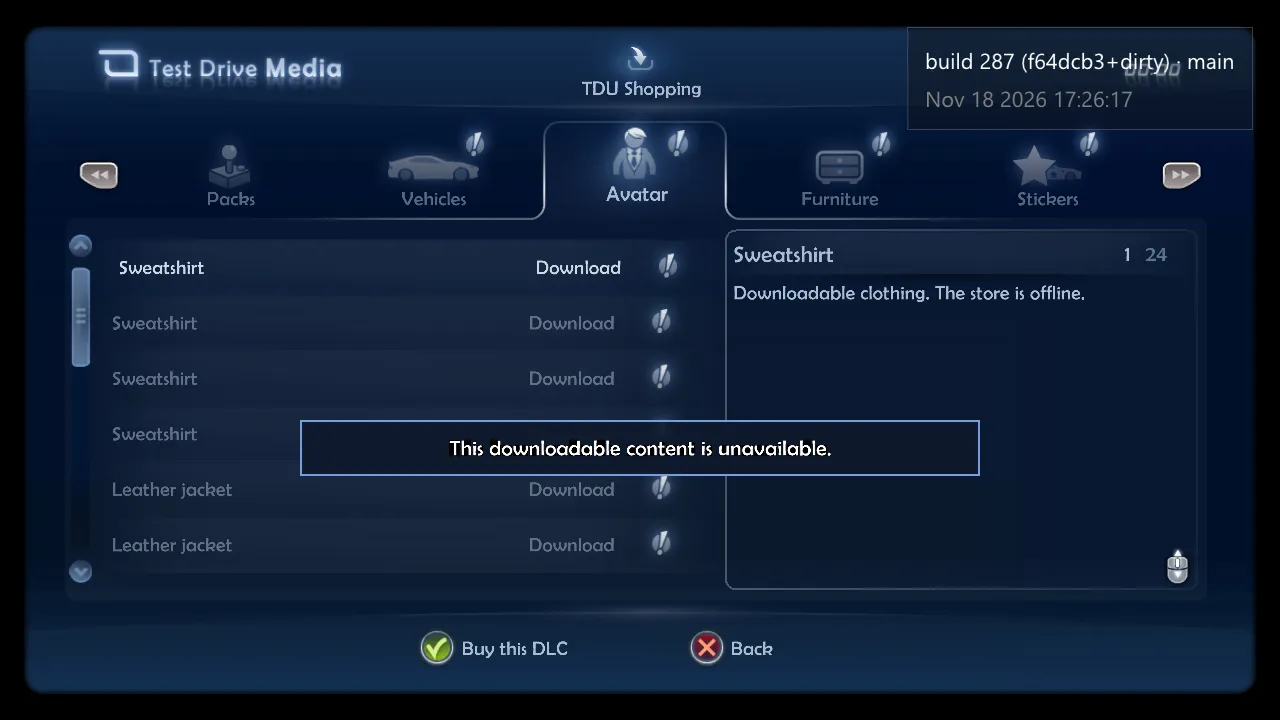 Test Drive Media
TDU Shopping
build 287 (f64dcb3+dirty) · main
00:00
Nov 18 2026 17:26:17
Packs
Vehicles
Avatar
Furniture
Stickers
Sweatshirt Download
Sweatshirt Download
Sweatshirt Download
Sweatshirt
Leather jacket Download
Leather jacket Download
Sweatshirt 1 24
Downloadable clothing. The store is offline.
This downloadable content is unavailable.
Buy this DLC
Back